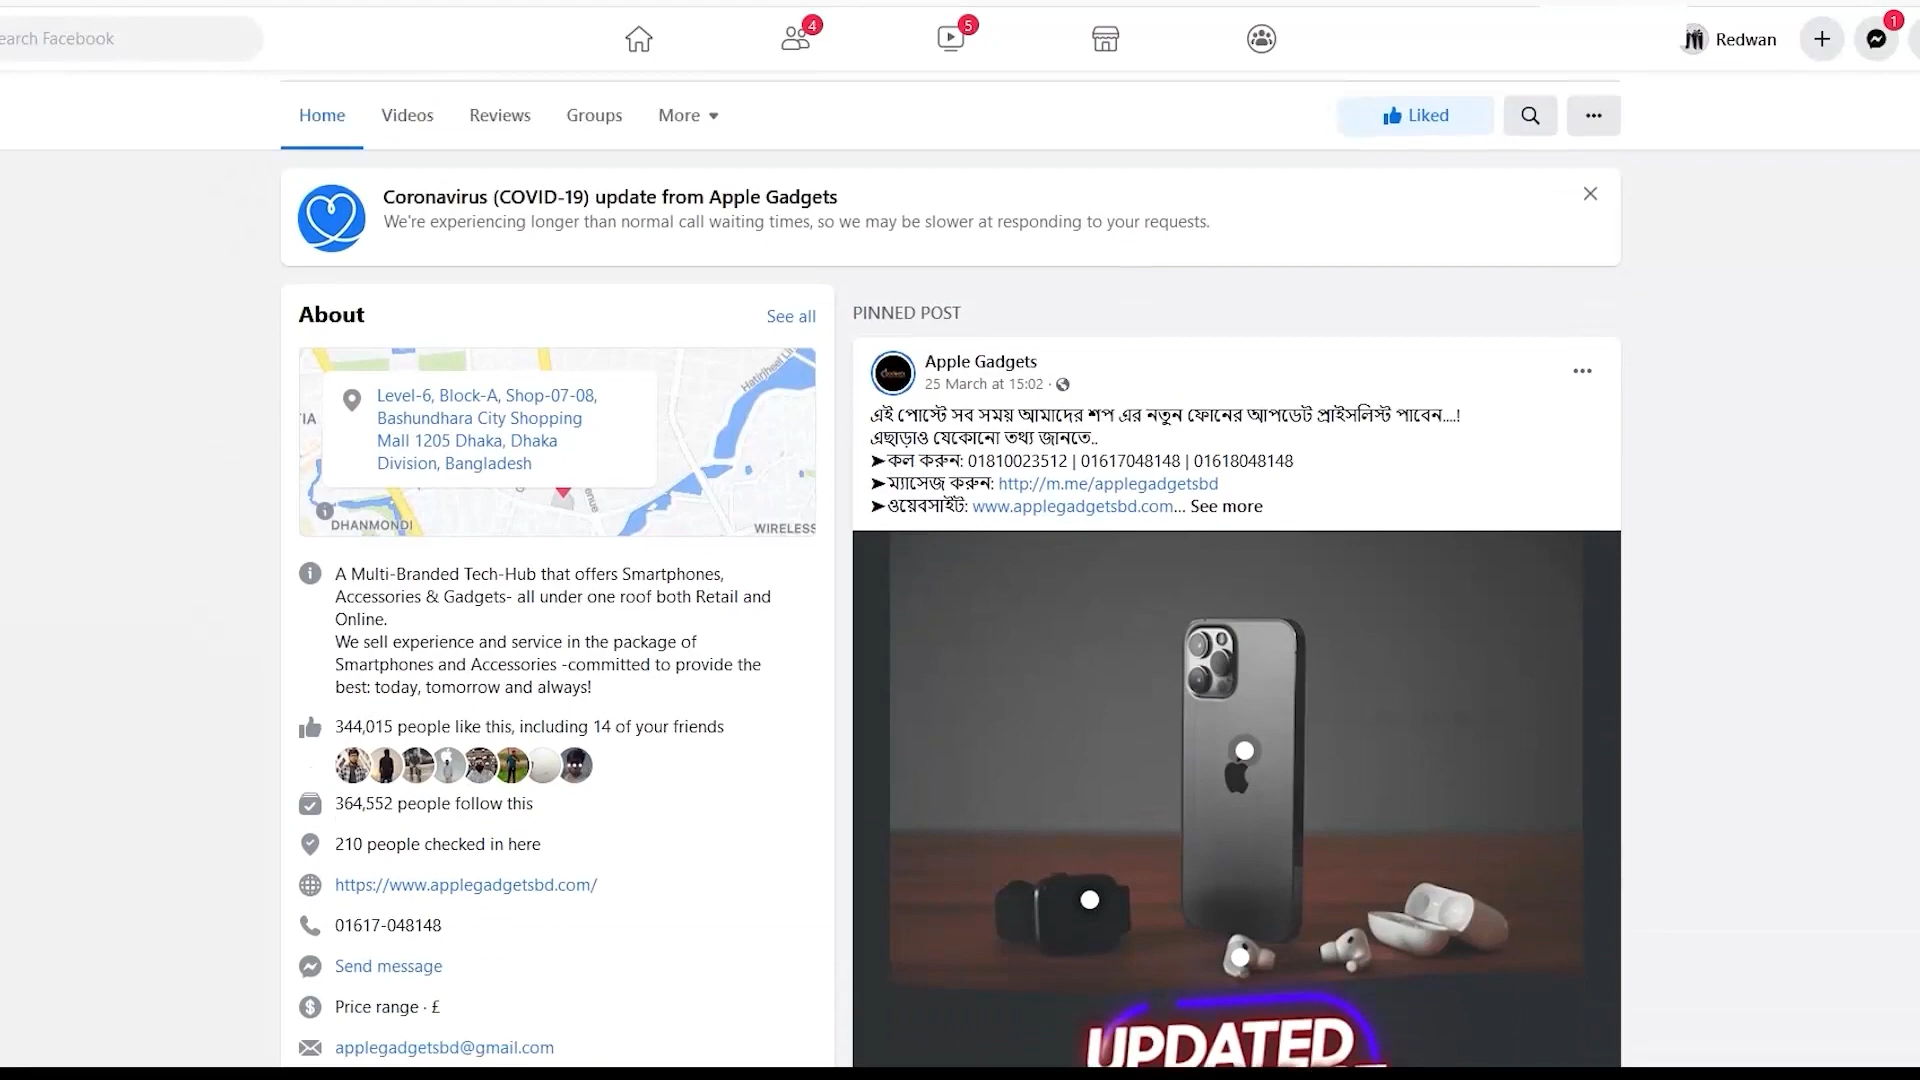 earch Facebook
4
5
Redwan
1
Home
Videos
Reviews
Groups
More
Liked
Coronavirus (COVID-19) update from Apple Gadgets
We're experiencing longer than normal call waiting times, so we may be slower at responding to your requests.
About
See all
Hatirjheel Li
IA
Level-6, Block-A, Shop-07-08,
Bashundhara City Shopping
Mall 1205 Dhaka, Dhaka
Division, Bangladesh
enue
DHANMONDI
WIRELESS
A Multi-Branded Tech-Hub that offers Smartphones,
Accessories & Gadgets- all under one roof both Retail and
Online.
We sell experience and service in the package of
Smartphones and Accessories -committed to provide the
best: today, tomorrow and always!
344,015 people like this, including 14 of your friends
364,552 people follow this
210 people checked in here
https://www.applegadgetsbd.com/
01617-048148
Send message
Price range · £
applegadgetsbd@gmail.com
PINNED POST
Apple Gadgets
25 March at 15:02 ·
এই পোস্টে সব সময় আমাদের শপ এর নতুন ফোনের আপডেট প্রাইসলিস্ট পাবেন....!
এছাড়াও যেকোনো তথ্য জানতে..
➤কল করুন: 01810023512 | 01617048148 | 01618048148
➤ম্যাসেজ করুন: http://m.me/applegadgetsbd
➤ওয়েবসাইট: www.applegadgetsbd.com... See more
UPDATED